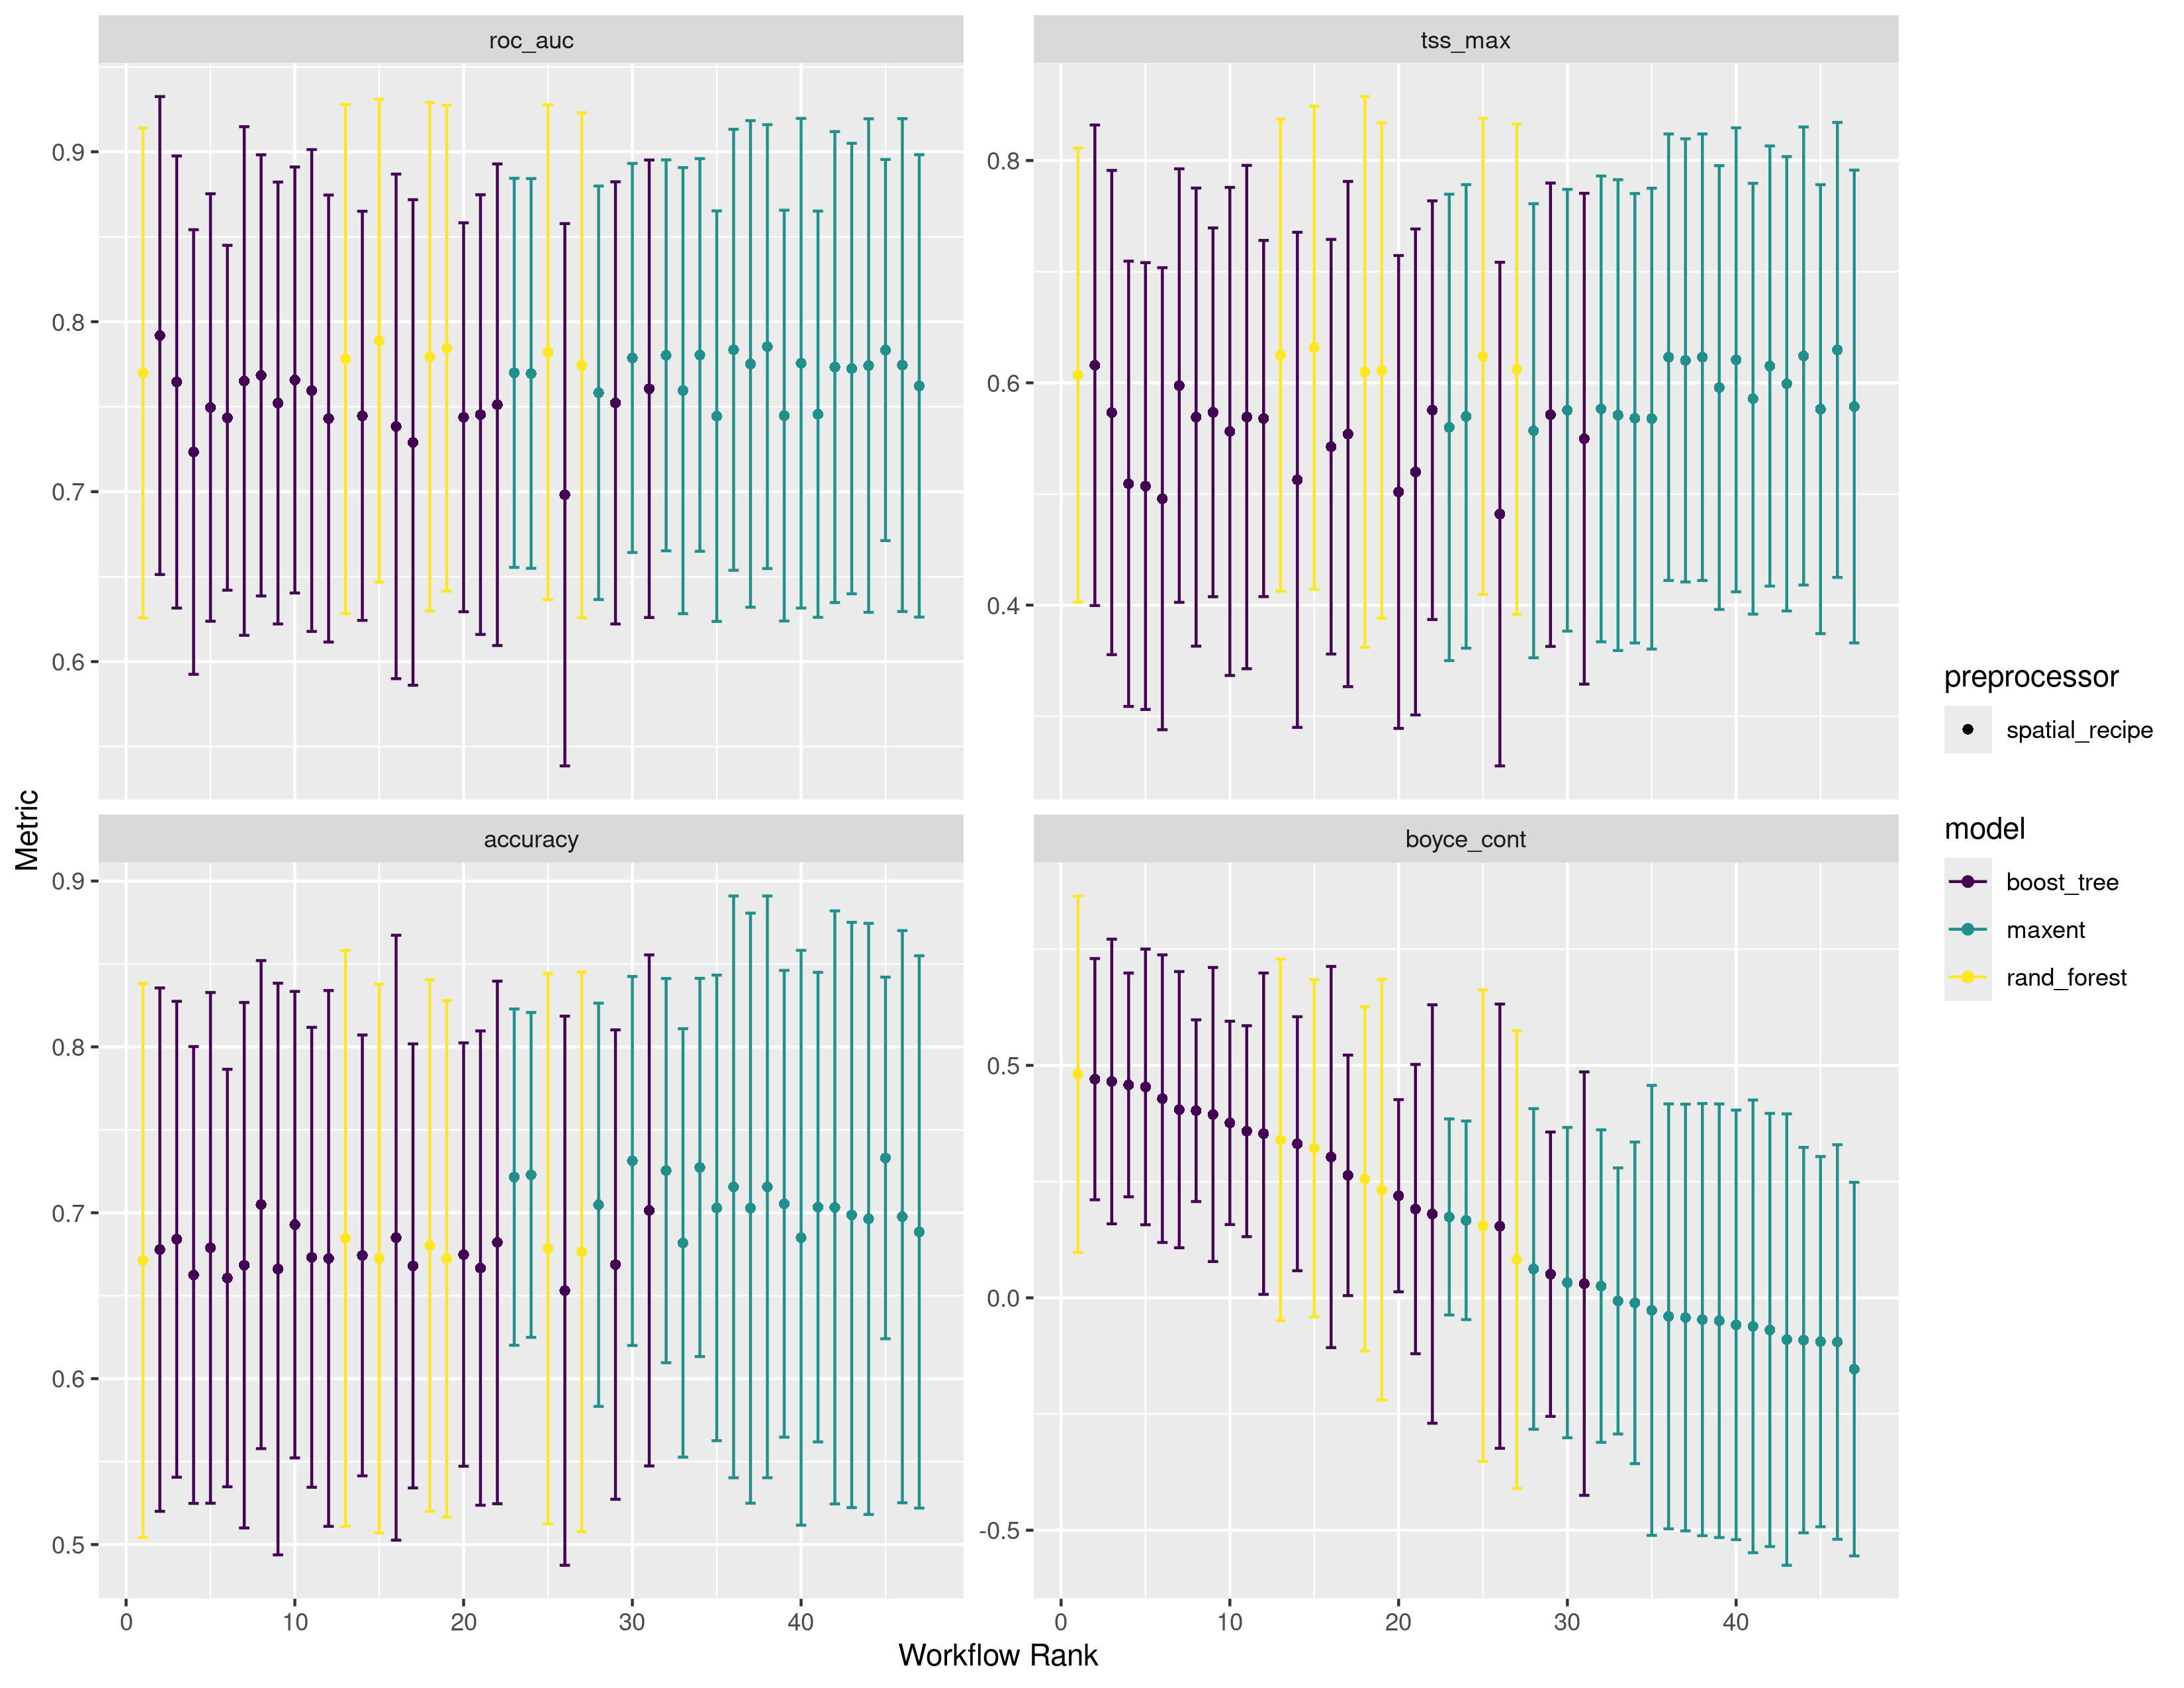 roc_auc
tss_max
0.9
0.8
0.7
0.6
0.8
0.6
0.4
accuracy
boyce_cont
0.9
0.8
0.7
0.6
0.5
0.5
0.0
-0.5
0 10 20 30 40
0 10 20 30 40
Workflow Rank
Metric
preprocessor
spatial_recipe
model
boost_tree
maxent
rand_forest